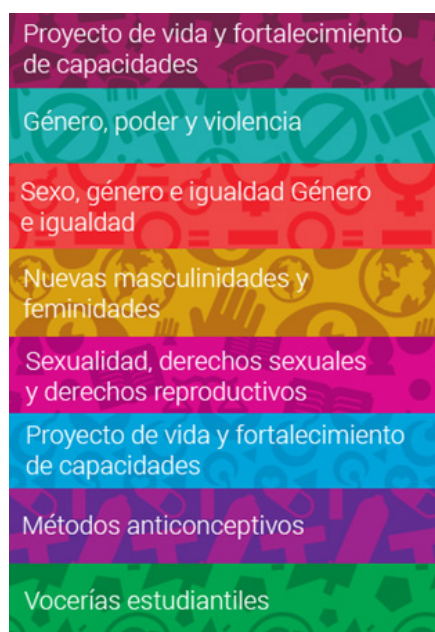 Proyecto de vida y fortalecimiento
de capacidades
Género, poder y violencia
Sexo, género e igualdad Género
e igualdad
Nuevas masculinidades y
feminidades
Sexualidad, derechos sexuales
y derechos reproductivos
Proyecto de vida y fortalecimiento
de capacidades
Métodos anticonceptivos
Vocerías estudiantiles